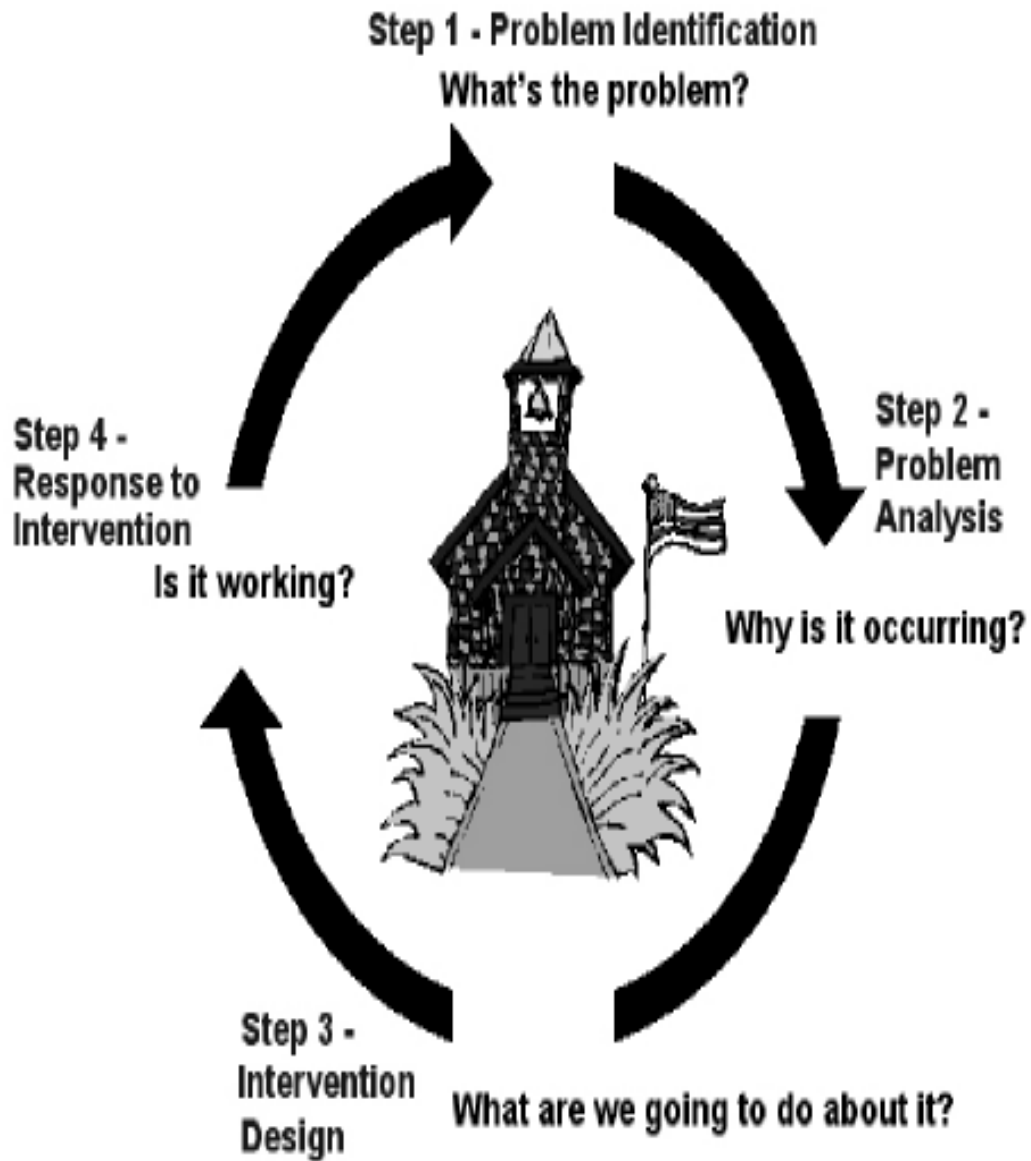 Step 1 - Problem Identification
What's the problem?
Step 2 -
Problem
Analysis
Why is it occurring?
Step 3 -
Intervention
Design
What are we going to do about it?
Step 4 -
Response to
Intervention
Is it working?